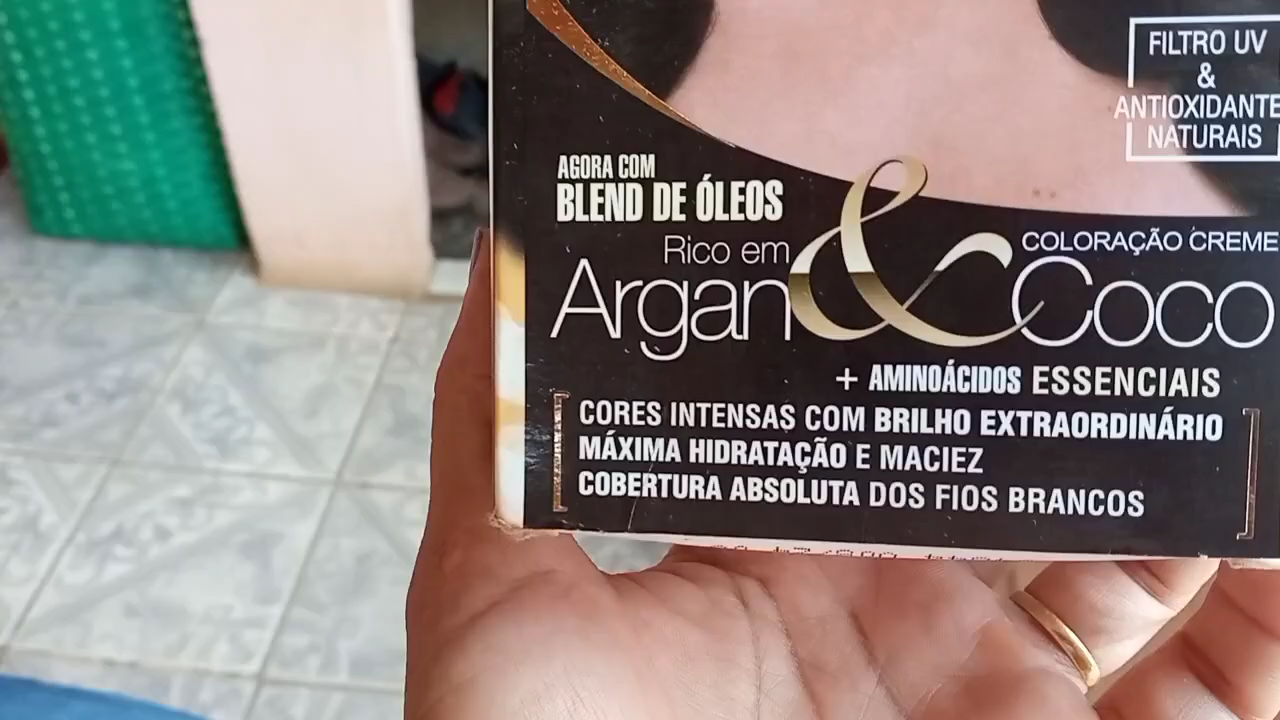 FILTRO UV
&
ANTIOXIDANTE
NATURAIS
AGORA COM
BLEND DE ÓLEOS
Rico em
Argan & Coco
COLORAÇÃO CREME
+ AMINOÁCIDOS ESSENCIAIS
CORES INTENSAS COM BRILHO EXTRAORDINÁRIO
MÁXIMA HIDRATAÇÃO E MACIEZ
COBERTURA ABSOLUTA DOS FIOS BRANCOS